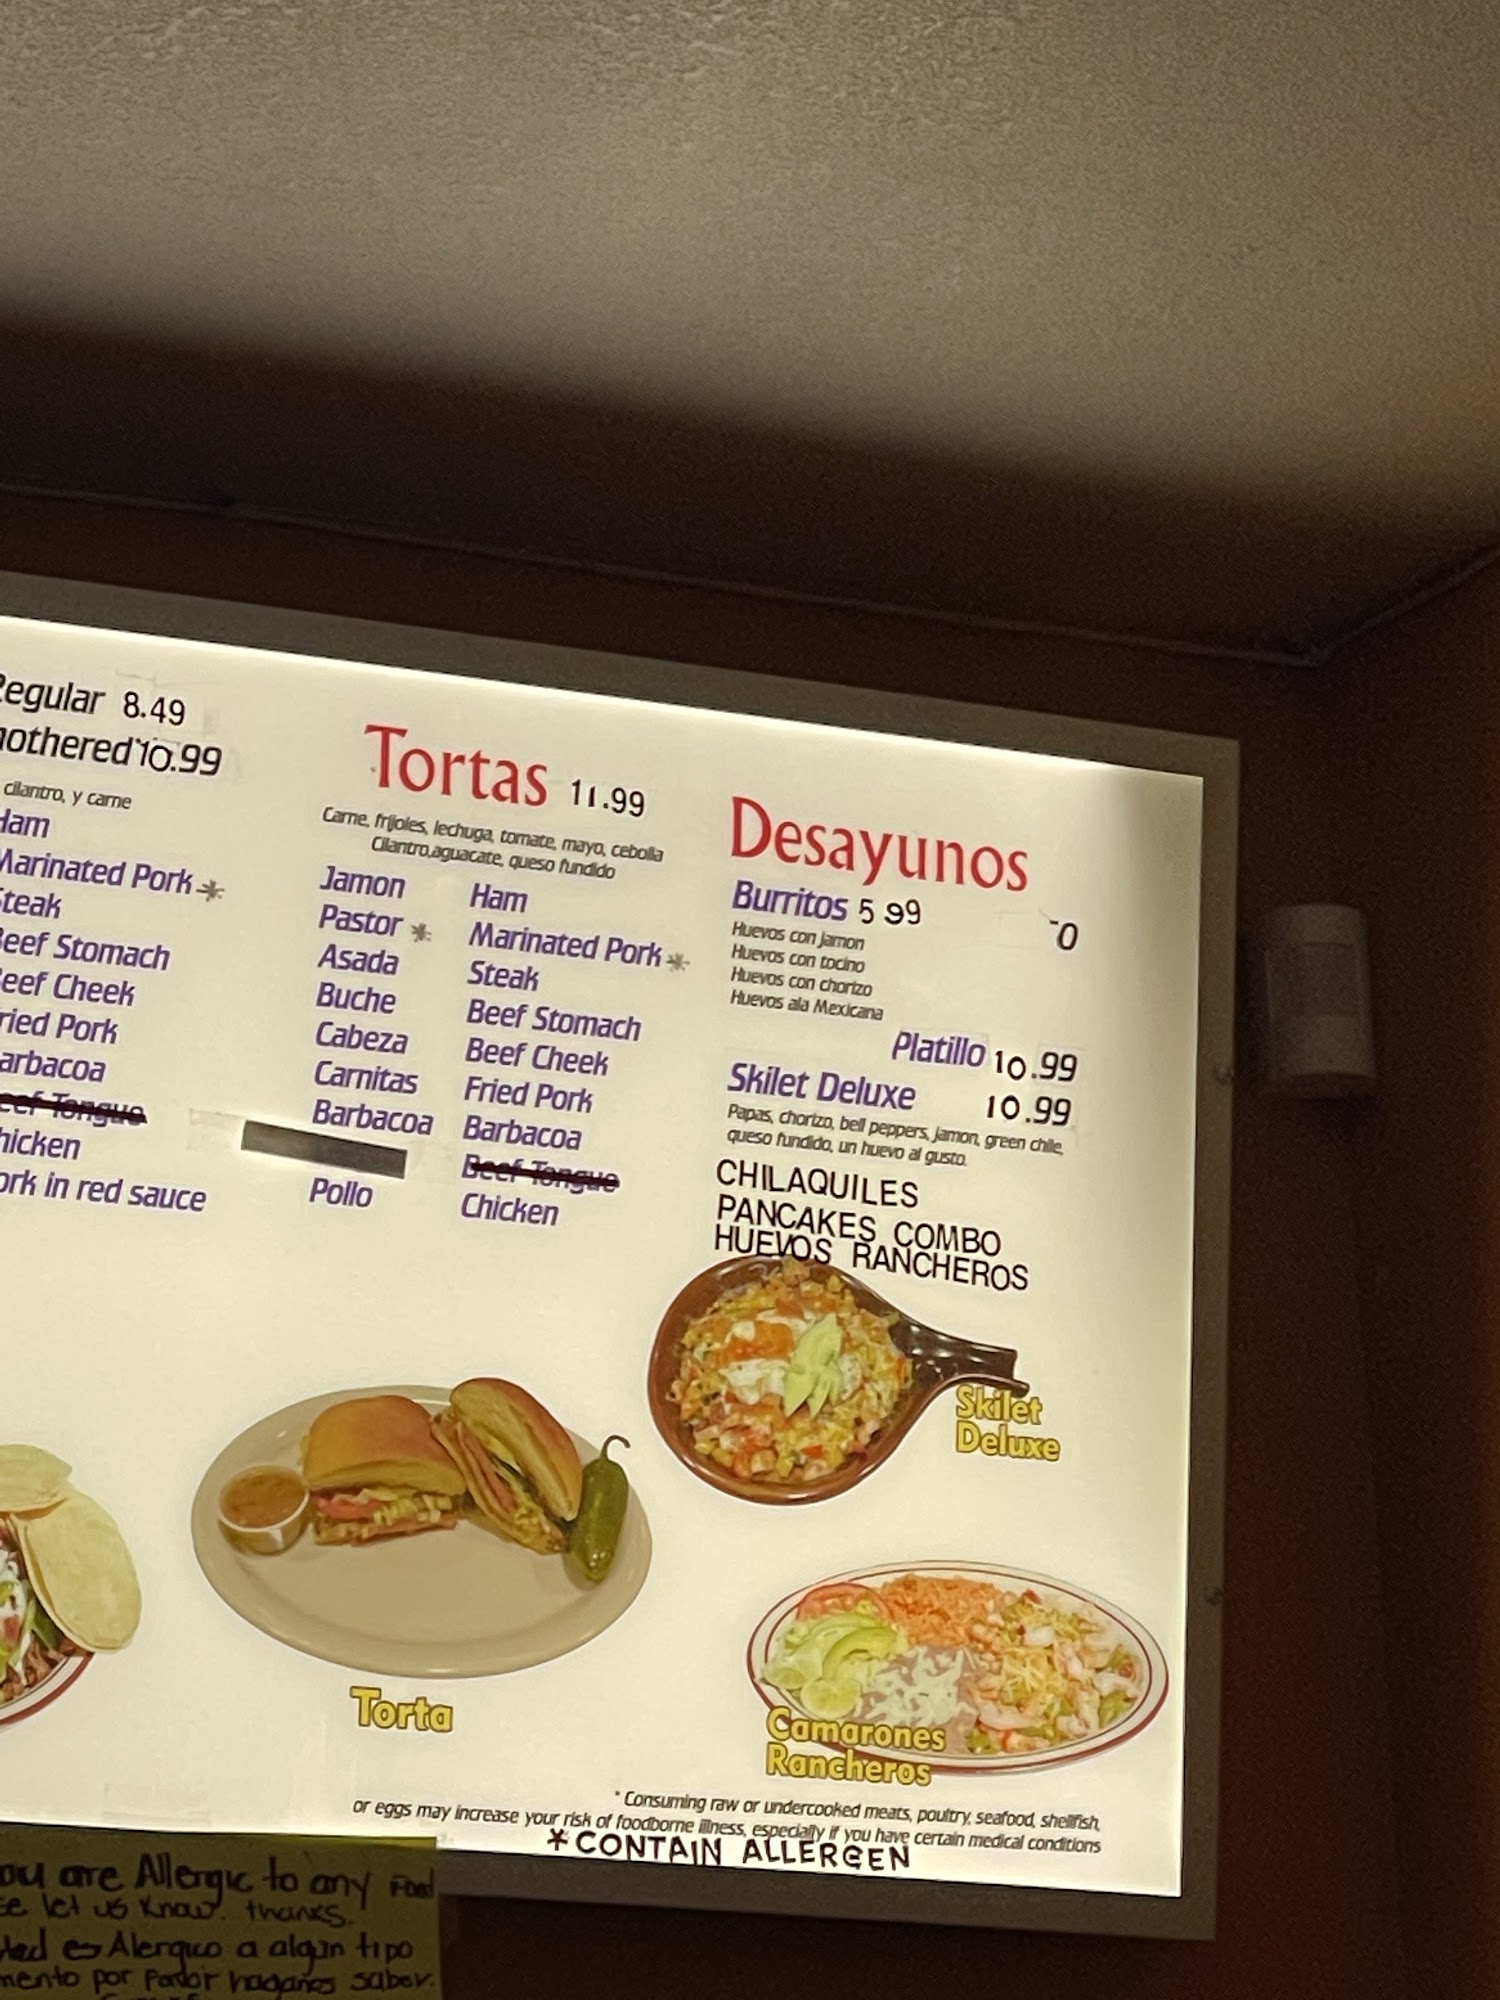 Regular 8.49
10.99
cilantro, y carne
Ham
Marinated Pork *
Steak
Beef Stomach
Beef Cheek
Fried Pork
Barbacoa
Beef Tongue
Chicken
Pork in red sauce
Tortas 11.99
Carne, frijoles, lechuga, tomate, mayo, cebolla
Cilantro,aguacate, queso fundido
Jamon
Pastor *
Asada
Buche
Cabeza
Carnitas
Barbacoa
Pollo
Ham
Marinated Pork *
Steak
Beef Stomach
Beef Cheek
Fried Pork
Barbacoa
Beef Tongue
Chicken
Desayunos
Burritos 5 99
Huevos con jamon
Huevos con tocino
Huevos con chorizo
Huevos ala Mexicana
Platillo 10.99
Skilet Deluxe 10.99
Papas, chorizo, bell peppers, jamon, green chile,
queso fundido, un huevo al gusto.
CHILAQUILES
PANCAKES COMBO
HUEVOS RANCHEROS
Skilet
Deluxe
Torta
Camarones
Rancheros
* Consuming raw or undercooked meats, poultry, seafood, shellfish,
or eggs may increase your risk of foodborne illness, especially if you have certain medical conditions
*CONTAIN ALLERGEN
you are Allergic to any Food
let us know. thanks.
es Alergico a algun tipo
por Favor haganos saber.